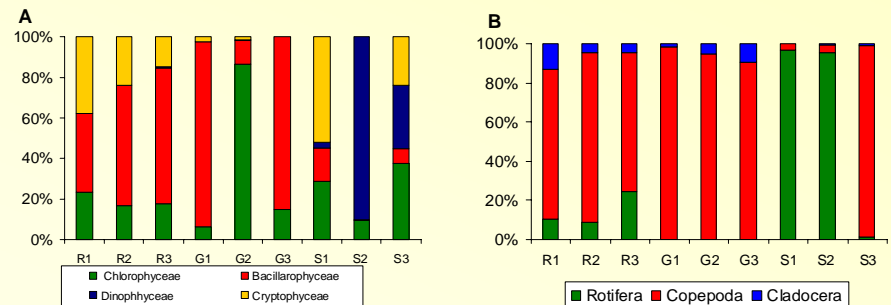 A
100%
80%
60%
40%
20%
0%
R1 R2 R3 G1 G2 G3 S1 S2 S3
Chlorophyceae Bacillarophyceae
Dinophhyceae Cryptophyceae
B
100%
80%
60%
40%
20%
0%
R1 R2 R3 G1 G2 G3 S1 S2 S3
Rotifera Copepoda Cladocera